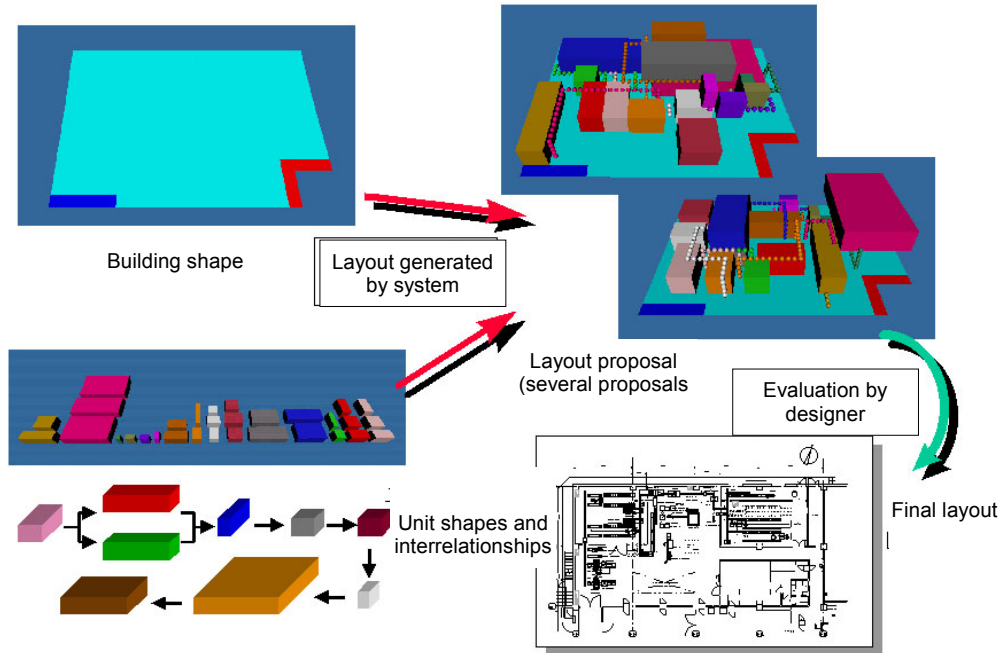 Building shape
Layout generated
by system
Layout proposal
(several proposals
Evaluation by
designer
Unit shapes and
interrelationships
Final layout